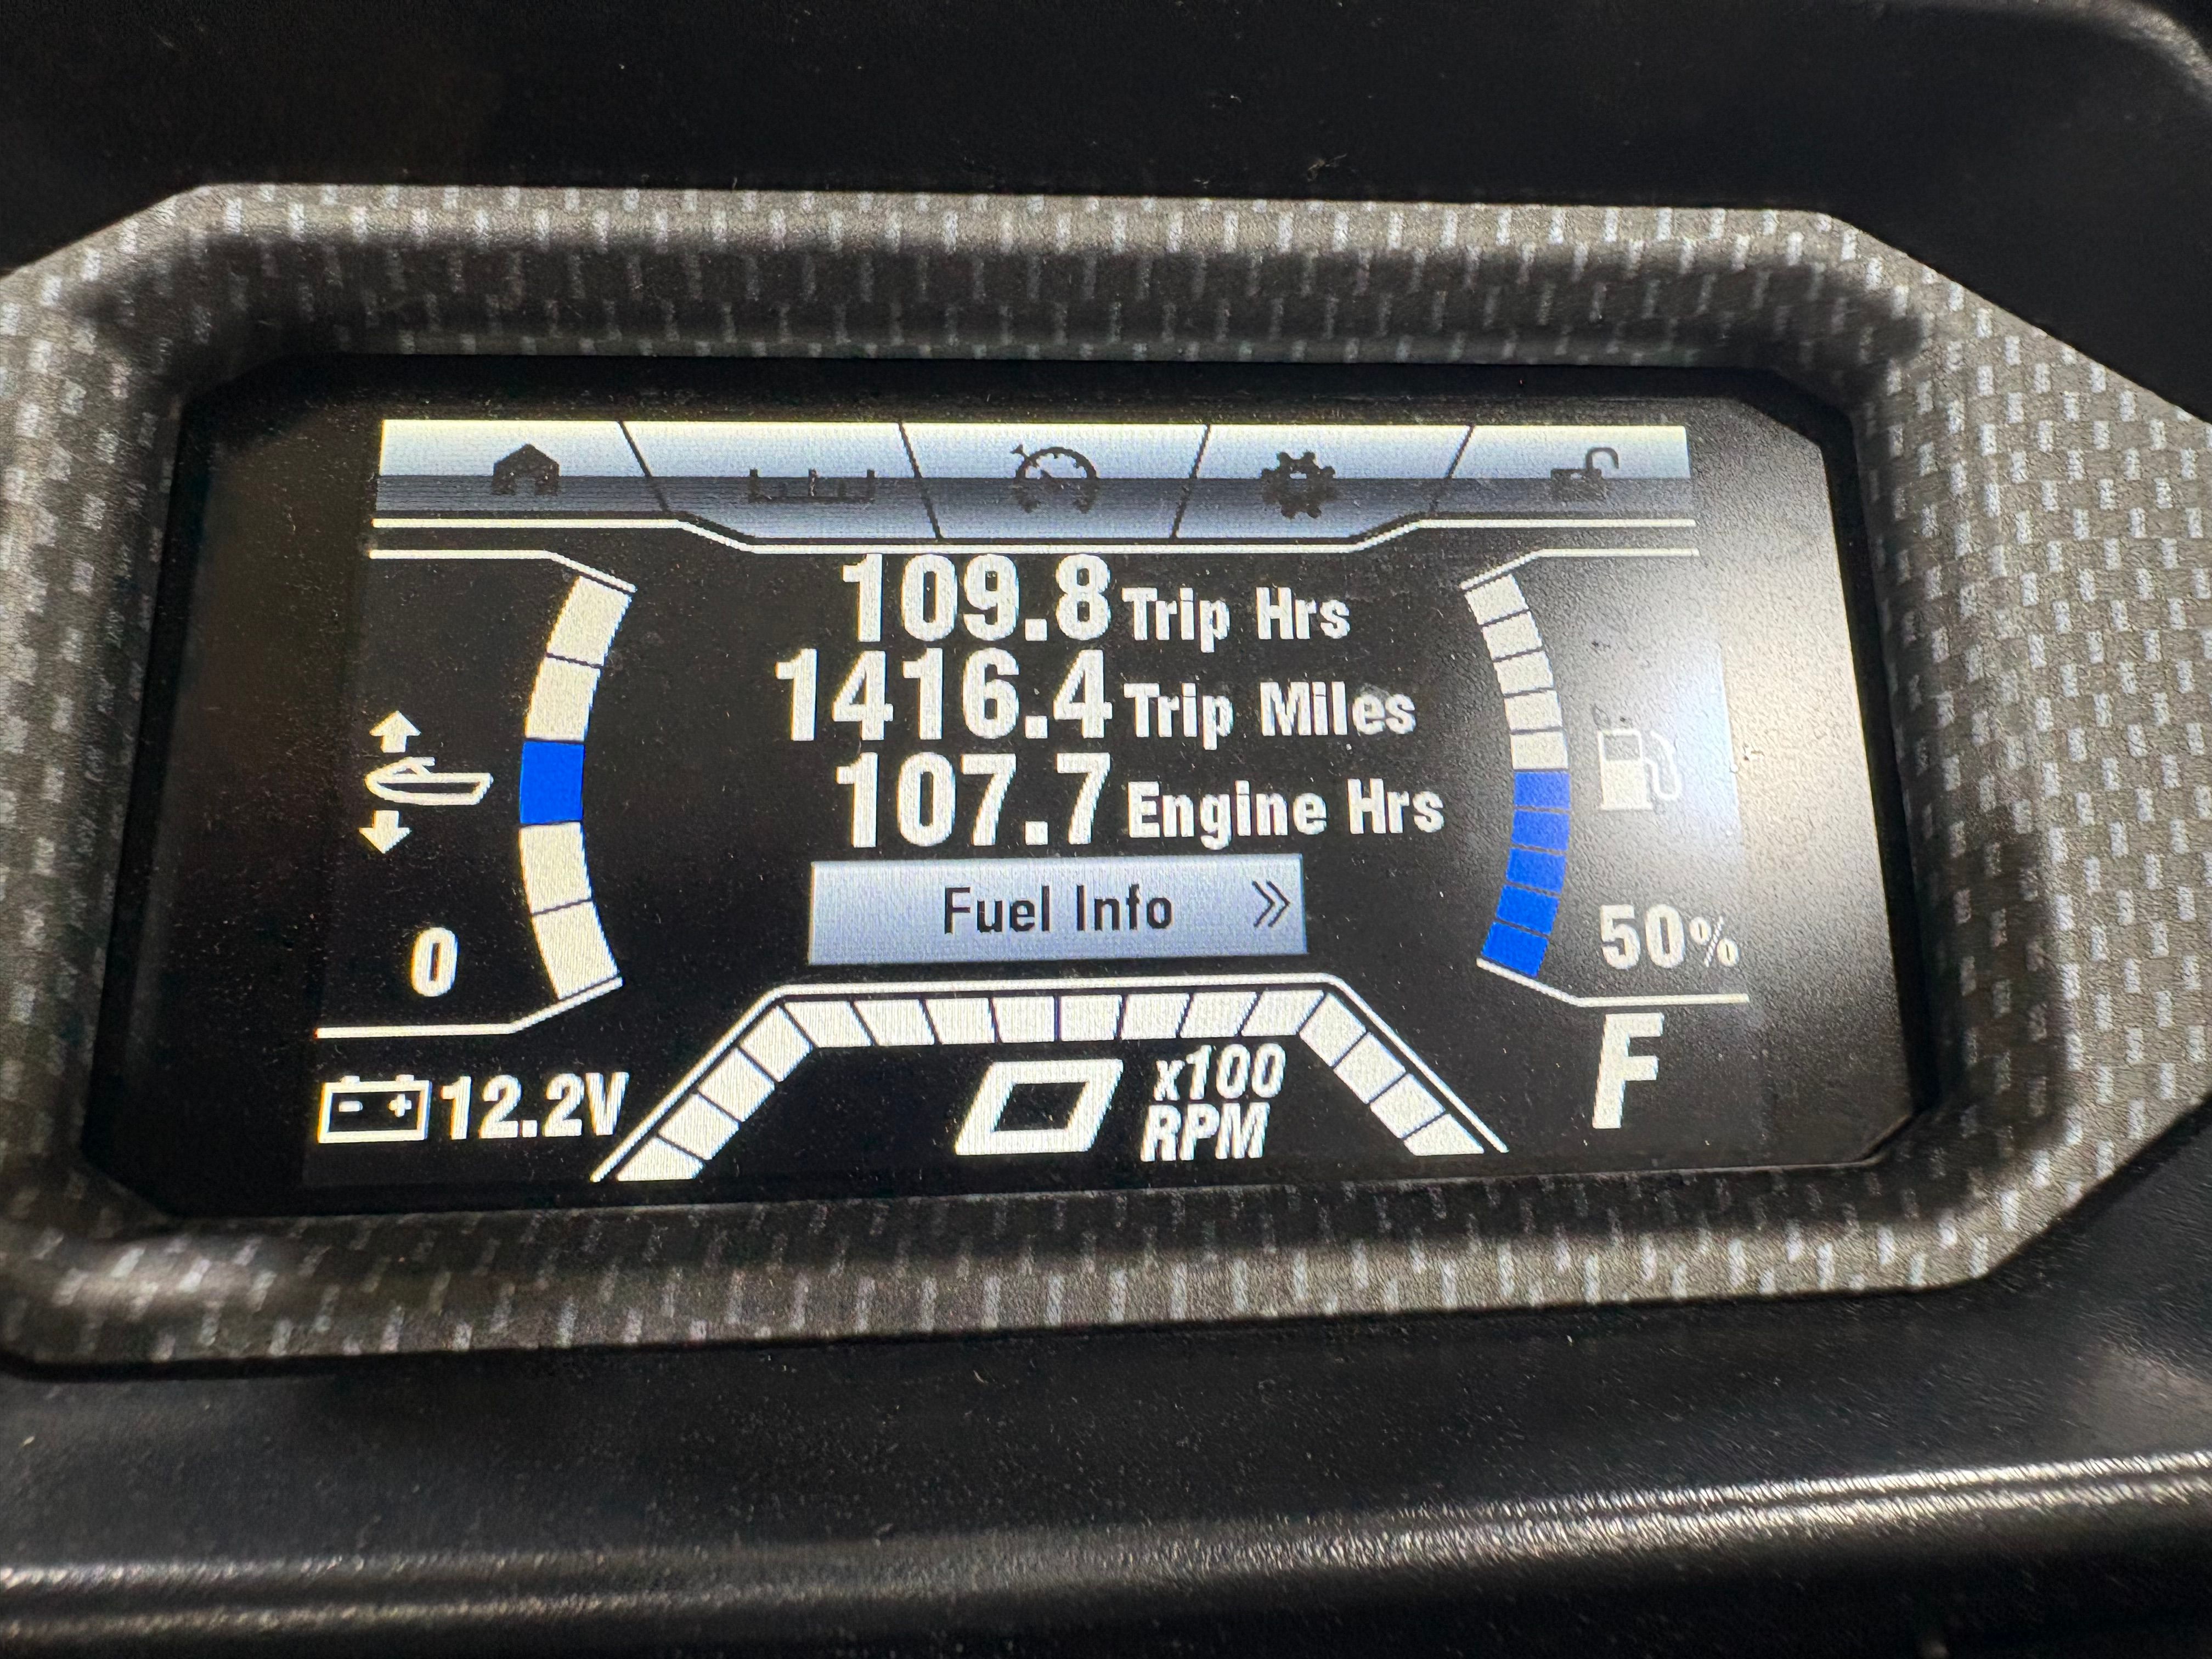 109.8 Trip Hrs
1416.4 Trip Miles
107.7 Engine Hrs
Fuel Info »
0
50%
12.2V
0 x100
RPM
F